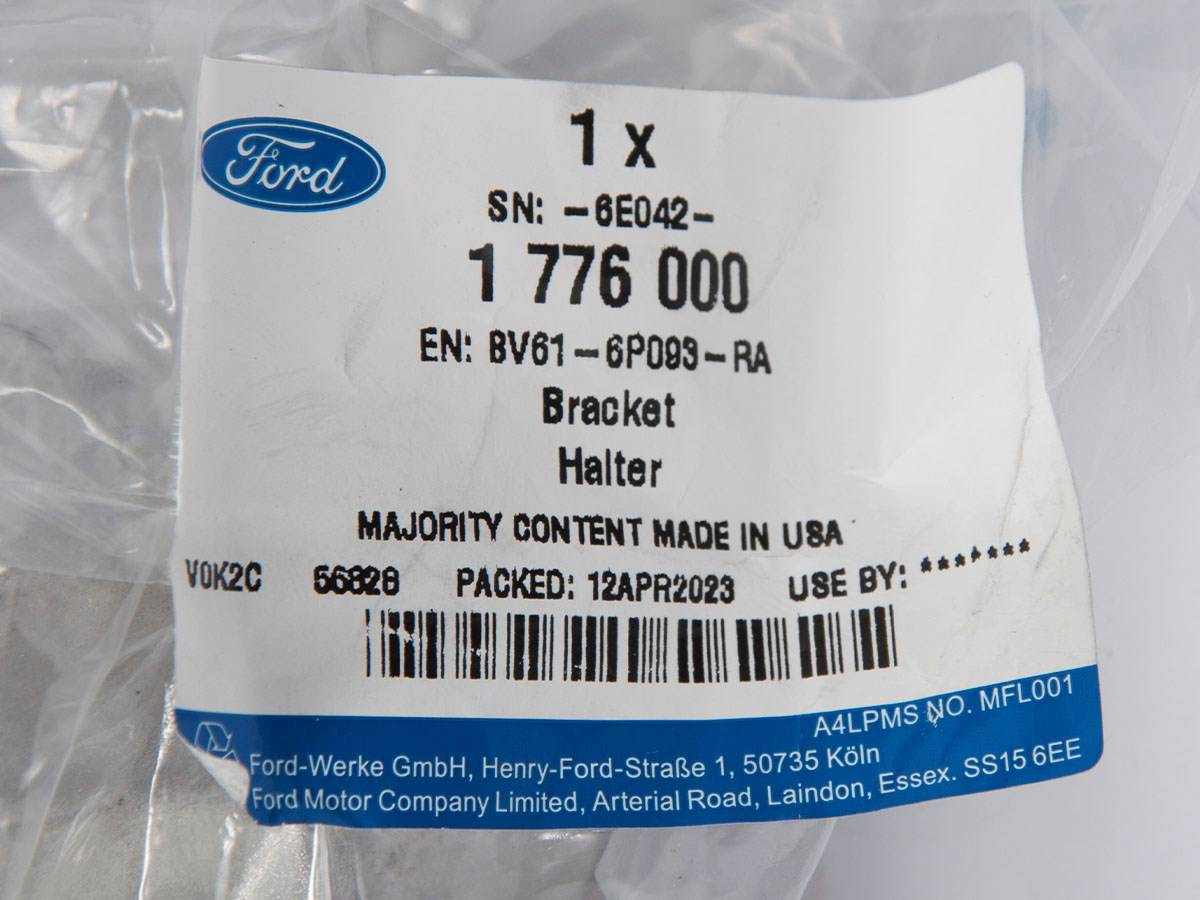 Ford
1 x
SN: -6E042-
1 776 000
EN: BV61-6P093-RA
Bracket
Halter
MAJORITY CONTENT MADE IN USA
V0K2C 56828 PACKED: 12APR2023 USE BY: *******
A4LPMS NO. MFL001
Ford-Werke GmbH, Henry-Ford-Straße 1, 50735 Köln
Ford Motor Company Limited, Arterial Road, Laindon, Essex. SS15 6EE